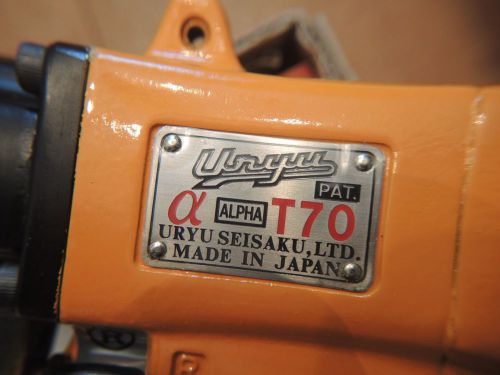 Uryu
PAT.
α ALPHA T70
URYU SEISAKU, LTD.
MADE IN JAPAN
R
R